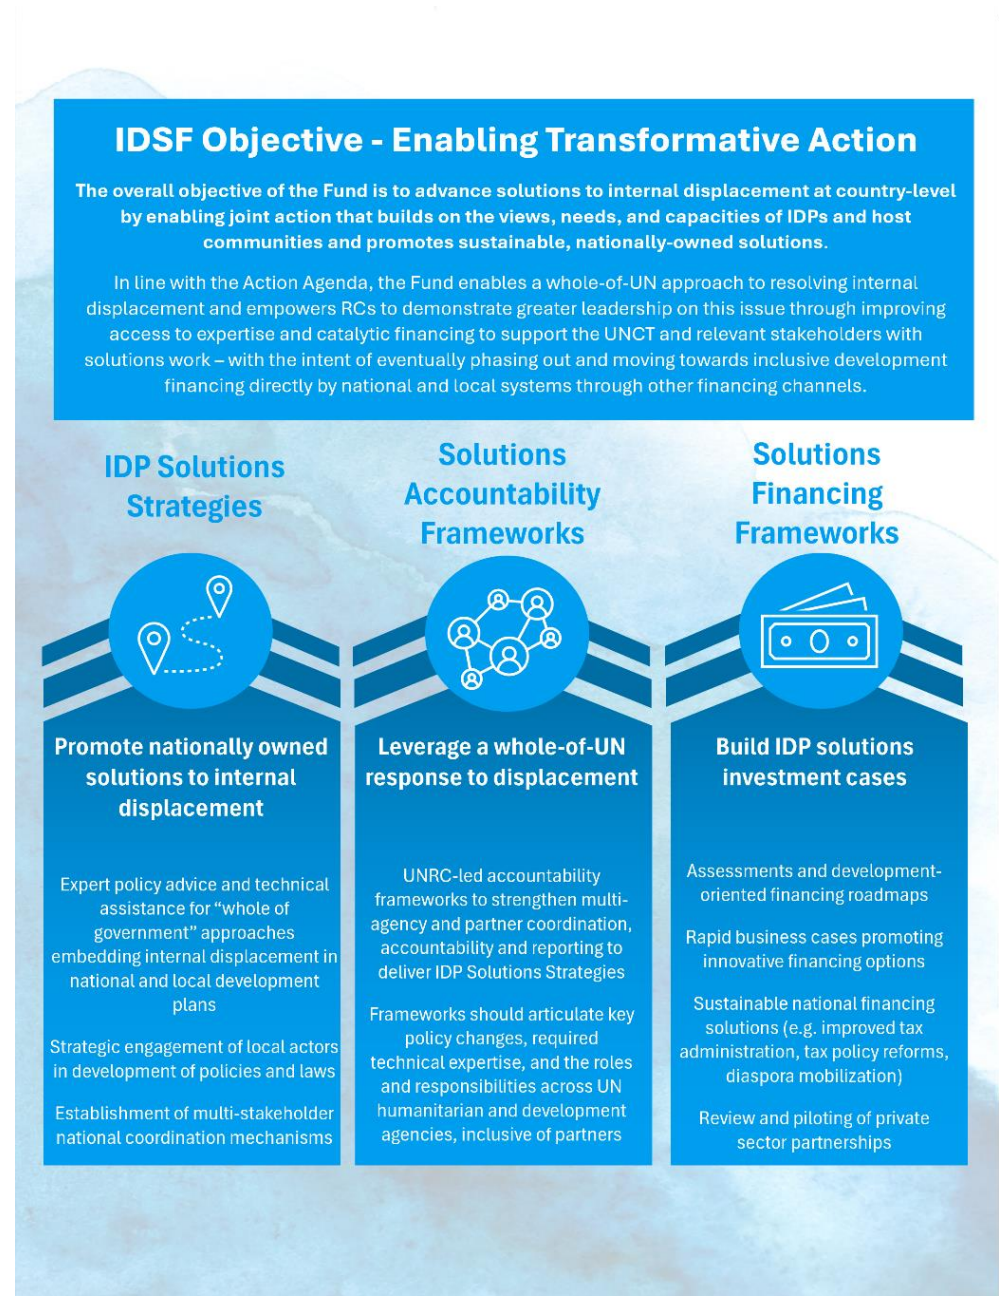 IDSF Objective - Enabling Transformative Action
The overall objective of the Fund is to advance solutions to internal displacement at country-level
by enabling joint action that builds on the views, needs, and capacities of IDPs and host
communities and promotes sustainable, nationally-owned solutions.
In line with the Action Agenda, the Fund enables a whole-of-UN approach to resolving internal
displacement and empowers RCs to demonstrate greater leadership on this issue through improving
access to expertise and catalytic financing to support the UNCT and relevant stakeholders with
solutions work – with the intent of eventually phasing out and moving towards inclusive development
financing directly by national and local systems through other financing channels.
IDP Solutions
Strategies
Promote nationally owned
solutions to internal
displacement
Expert policy advice and technical
assistance for “whole of
government” approaches
embedding internal displacement in
national and local development
plans
Strategic engagement of local actors
in development of policies and laws
Establishment of multi-stakeholder
national coordination mechanisms
Solutions
Accountability
Frameworks
Leverage a whole-of-UN
response to displacement
UNRC-led accountability
frameworks to strengthen multi-
agency and partner coordination,
accountability and reporting to
deliver IDP Solutions Strategies
Frameworks should articulate key
policy changes, required
technical expertise, and the roles
and responsibilities across UN
humanitarian and development
agencies, inclusive of partners
Solutions
Financing
Frameworks
Build IDP solutions
investment cases
Assessments and development-
oriented financing roadmaps
Rapid business cases promoting
innovative financing options
Sustainable national financing
solutions (e.g. improved tax
administration, tax policy reforms,
diaspora mobilization)
Review and piloting of private
sector partnerships